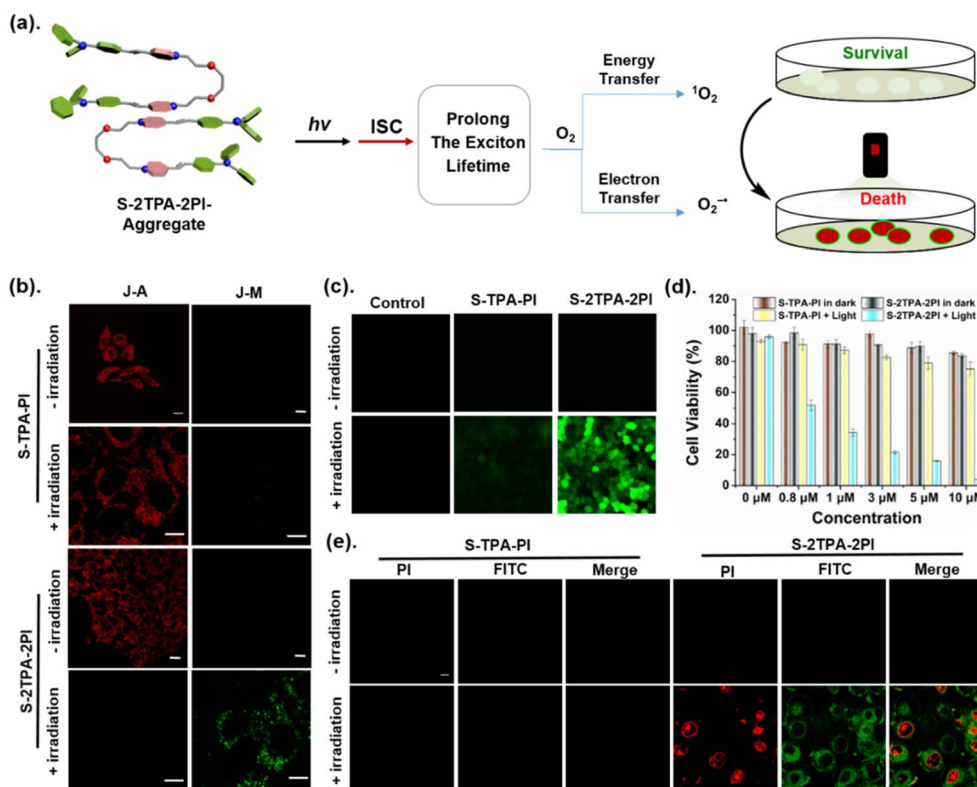 (a).
S-2TPA-2PI-
Aggregate
hν
ISC
Prolong
The Exciton
Lifetime
O₂
Energy
Transfer
¹O₂
Electron
Transfer
O₂⁻·
Survival
Death
(b).
J-A
J-M
S-TPA-PI
- irradiation
+ irradiation
S-2TPA-2PI
- irradiation
+ irradiation
(c).
Control
S-TPA-PI
S-2TPA-2PI
- irradiation
+ irradiation
(d).
S-TPA-PI in dark
S-2TPA-2PI in dark
S-TPA-PI + Light
S-2TPA-2PI + Light
Cell Viability (%)
120
100
80
60
40
20
0
0 μM
0.8 μM
1 μM
3 μM
5 μM
10 μM
Concentration
(e).
S-TPA-PI
S-2TPA-2PI
PI
FITC
Merge
PI
FITC
Merge
- irradiation
+ irradiation